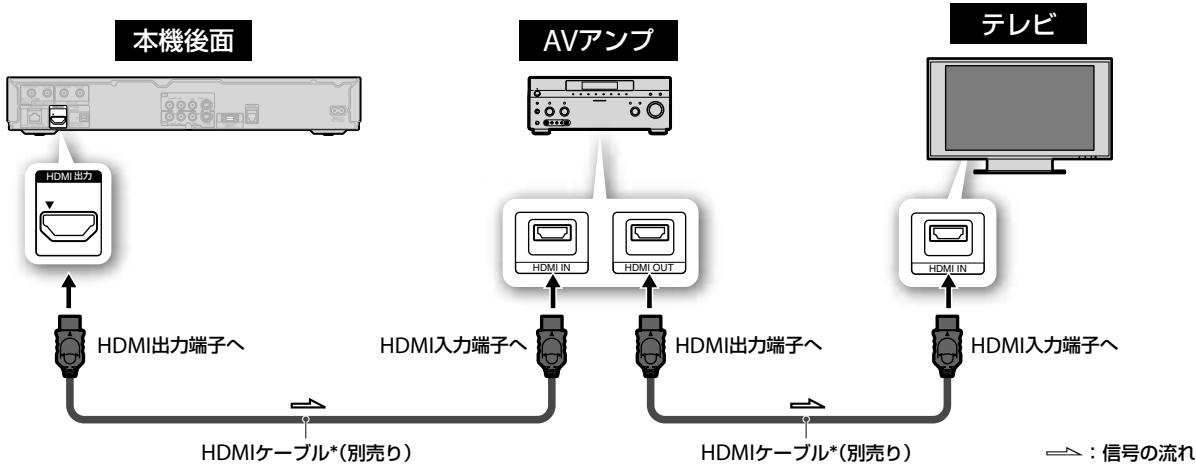 本機後面
AVアンプ
テレビ
HDMI 出力
HDMI IN
HDMI OUT
HDMI IN
HDMI出力端子へ
HDMI入力端子へ
HDMI出力端子へ
HDMI入力端子へ
HDMIケーブル*(別売り)
HDMIケーブル*(別売り)
:信号の流れ